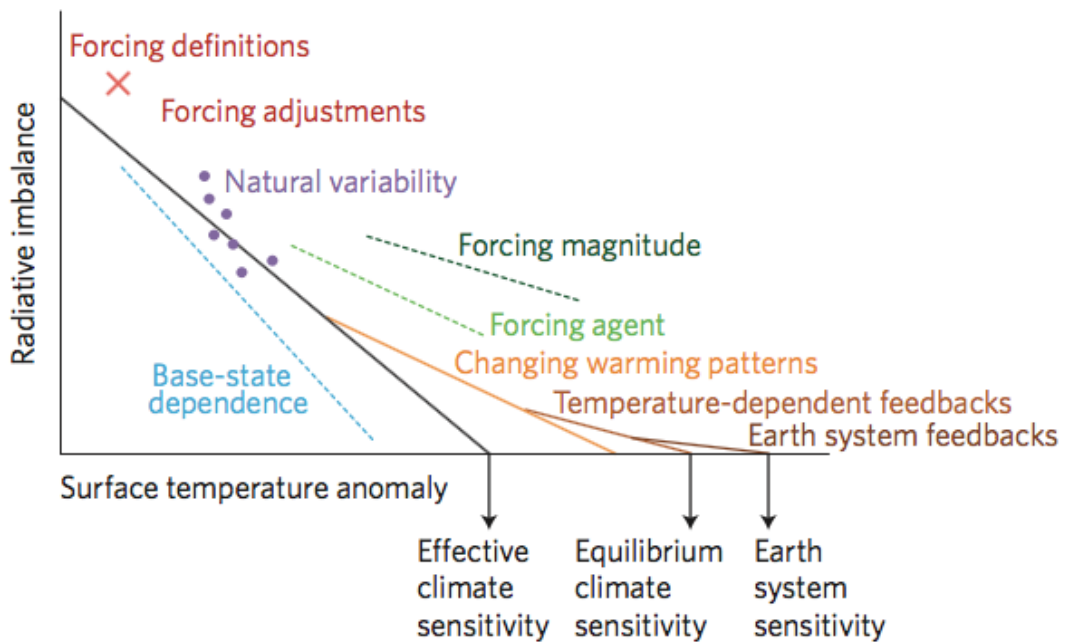 Forcing definitions
Forcing adjustments
Radiative imbalance
Natural variability
Forcing magnitude
Forcing agent
Changing warming patterns
Base-state
dependence
Temperature-dependent feedbacks
Earth system feedbacks
Surface temperature anomaly
Effective
climate
sensitivity
Equilibrium
climate
sensitivity
Earth
system
sensitivity